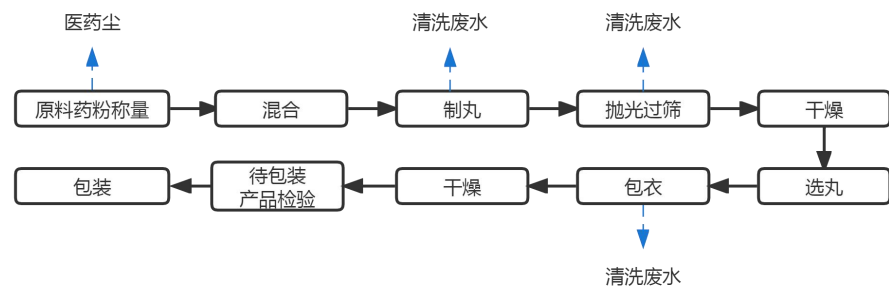 医药尘
清洗废水
清洗废水
原料药粉称量
混合
制丸
抛光过筛
干燥
包装
待包装
产品检验
干燥
包衣
选丸
清洗废水